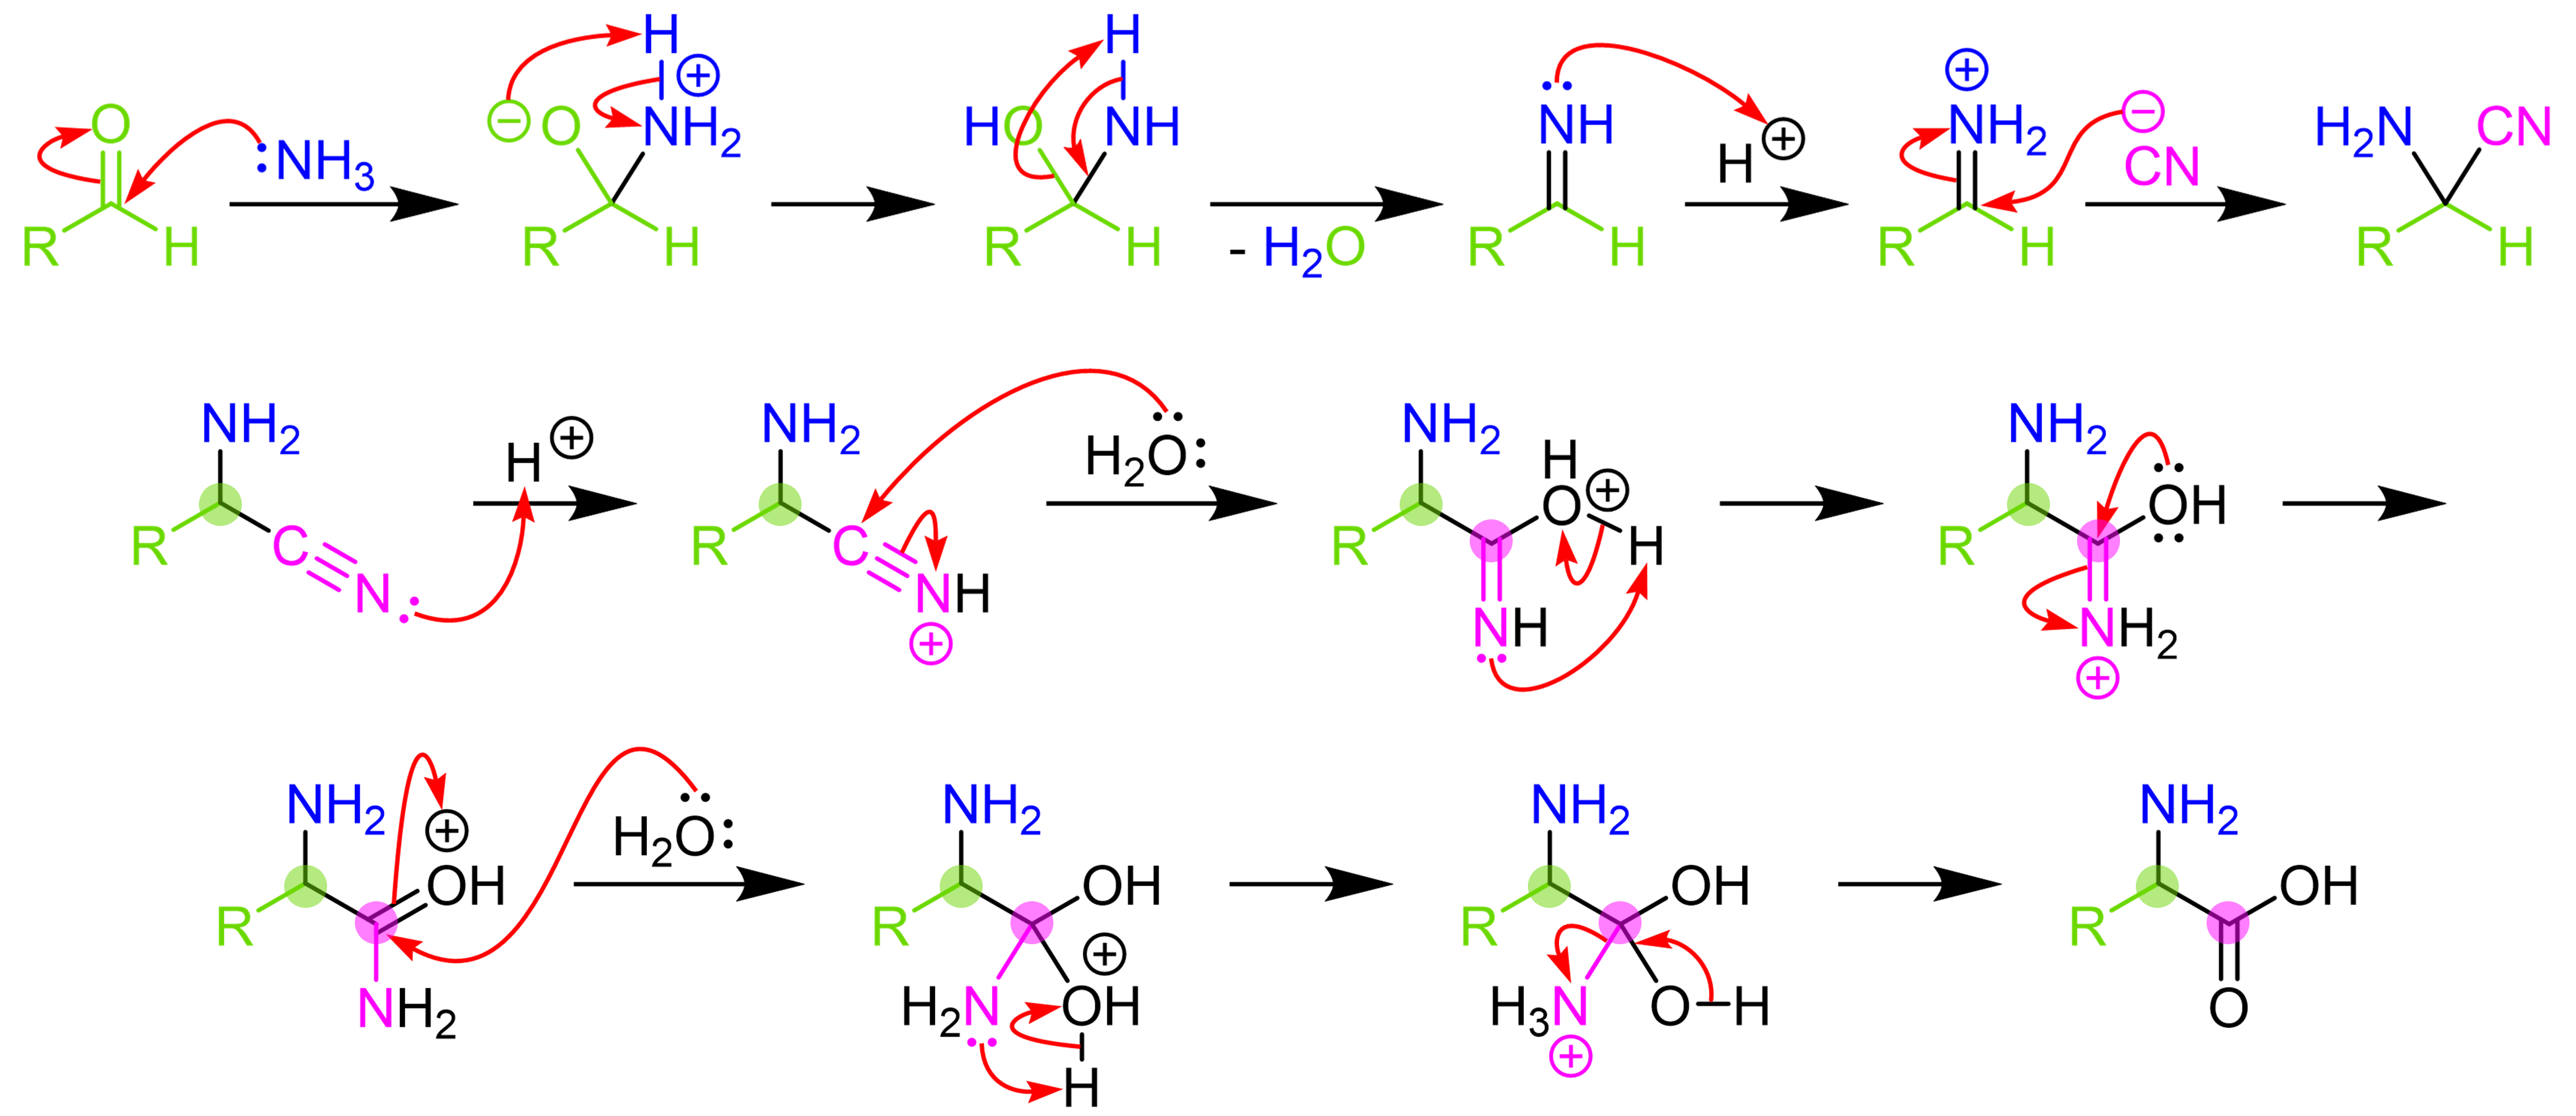 O :NH₃ R H
H ⊕ ⊖ O NH₂ R H
H HO NH R H
- H₂O
NH R H
H ⊕
⊕ NH₂ R H
⊖ CN
H₂N CN R H
NH₂ R C N:
H ⊕
NH₂ R C NH ⊕
H₂O:
NH₂ H O ⊕ H R NH
NH₂ OH R NH₂ ⊕
NH₂ ⊕ OH R NH₂
H₂O:
NH₂ OH R ⊕ H₂N OH H
NH₂ OH R H₃N O H ⊕
NH₂ OH R O